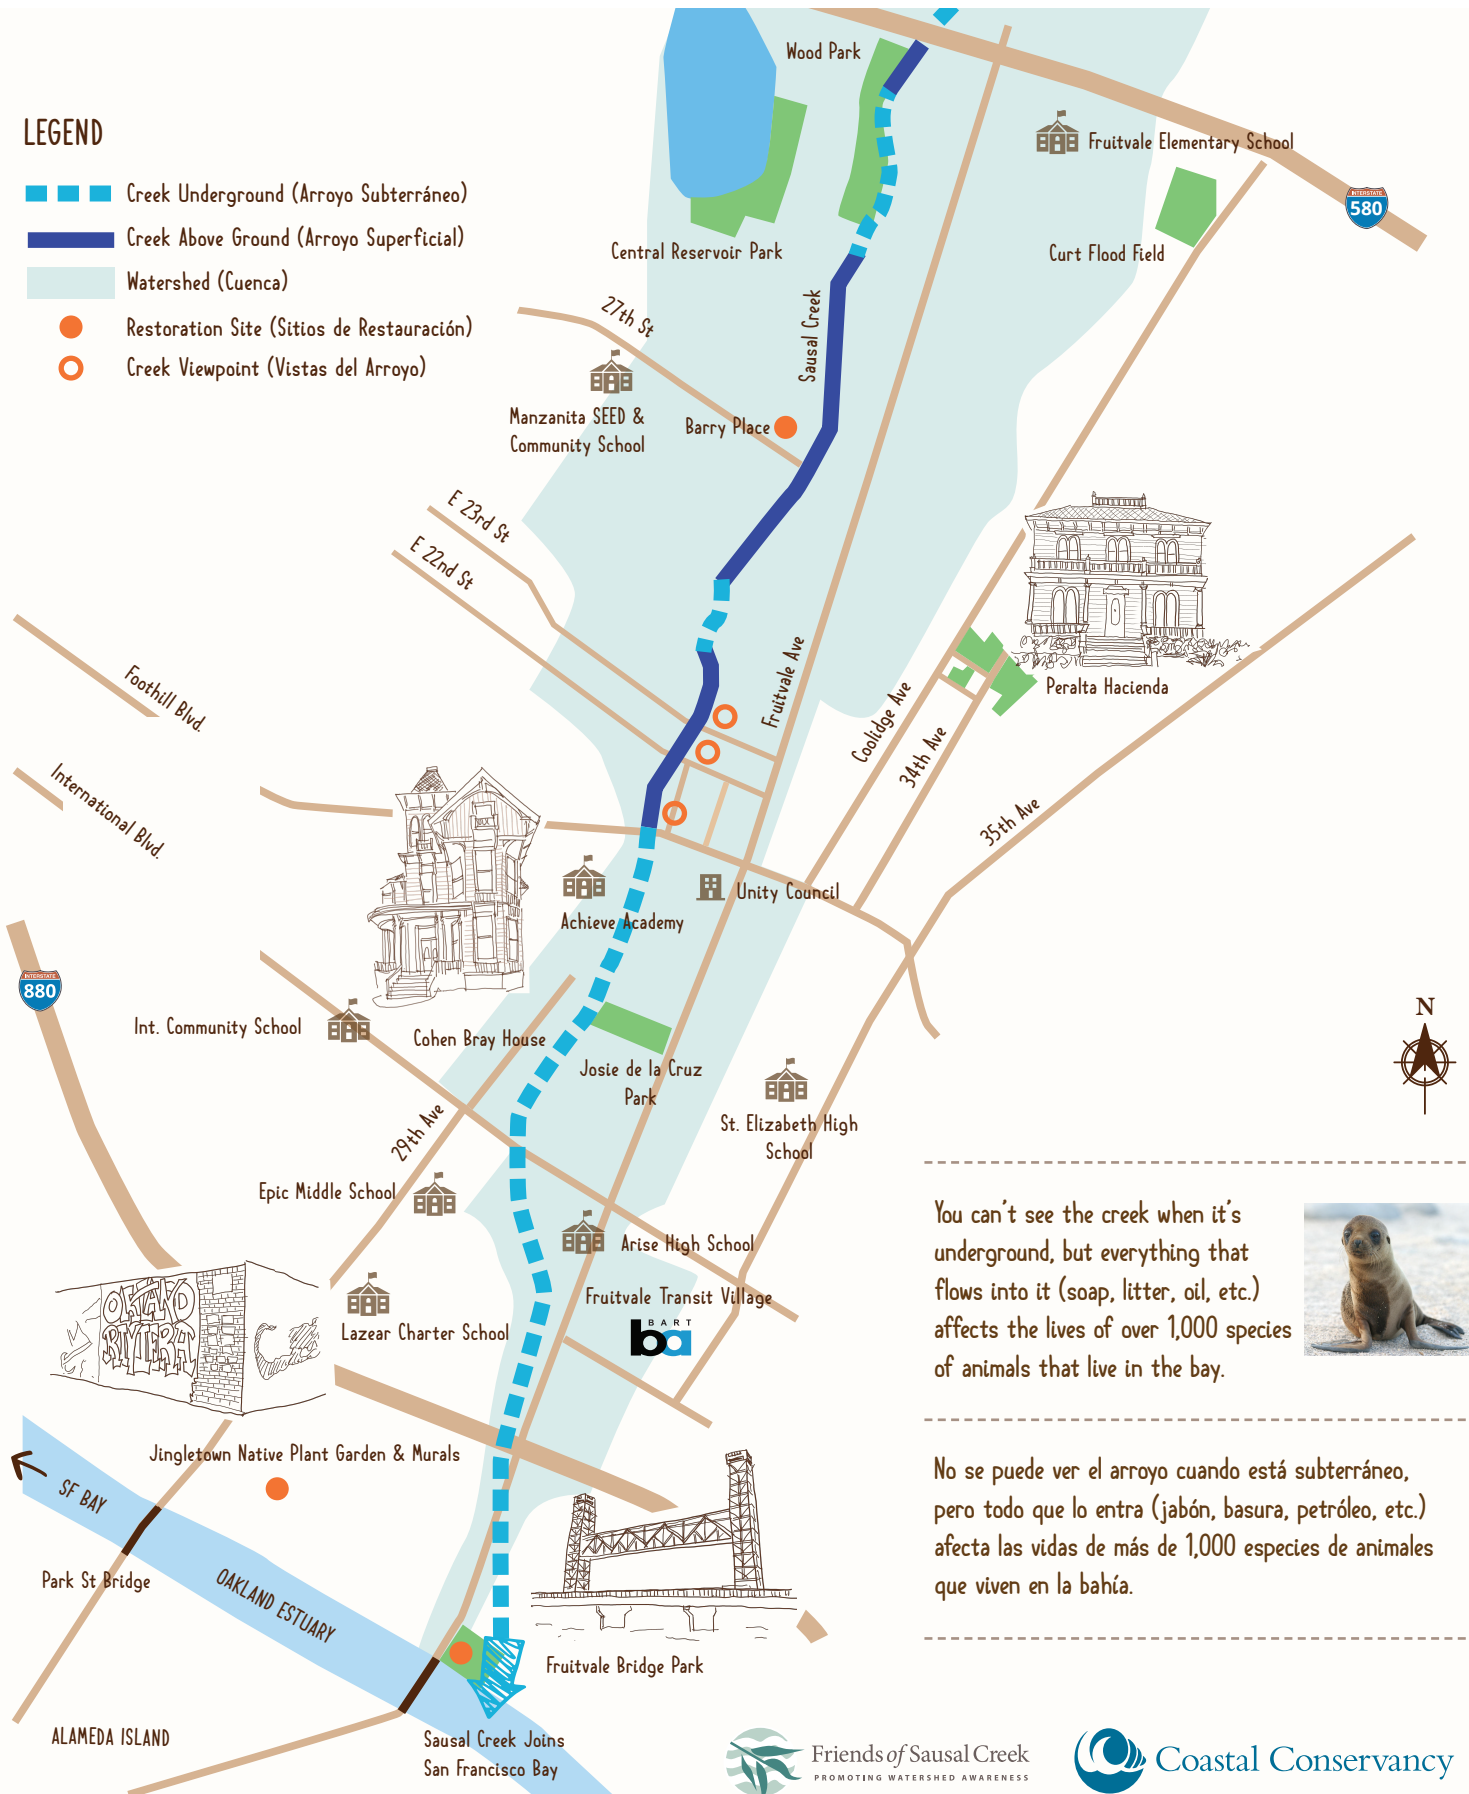 Wood Park
LEGEND
Creek Underground (Arroyo Subterráneo)
Creek Above Ground (Arroyo Superficial)
Watershed (Cuenca)
Restoration Site (Sitios de Restauración)
Creek Viewpoint (Vistas del Arroyo)
Fruitvale Elementary School
INTERSTATE
580
Central Reservoir Park
Curt Flood Field
27th St
Sausal Creek
Manzanita SEED &
Community School
Barry Place
E 23rd St
E 22nd St
Foothill Blvd.
Fruitvale Ave
Coolidge Ave
Peralta Hacienda
34th Ave
International Blvd.
35th Ave
Unity Council
Achieve Academy
INTERSTATE
880
Int. Community School
Cohen Bray House
N
Josie de la Cruz
Park
St. Elizabeth High
School
29th Ave
Epic Middle School
Arise High School
Fruitvale Transit Village
BART
ba
Lazear Charter School
OAKLAND
RIVIERA
You can't see the creek when it's
underground, but everything that
flows into it (soap, litter, oil, etc.)
affects the lives of over 1,000 species
of animals that live in the bay.
Jingletown Native Plant Garden & Murals
SF BAY
Park St Bridge
OAKLAND ESTUARY
No se puede ver el arroyo cuando está subterráneo,
pero todo que lo entra (jabón, basura, petróleo, etc.)
afecta las vidas de más de 1,000 especies de animales
que viven en la bahía.
Fruitvale Bridge Park
ALAMEDA ISLAND
Sausal Creek Joins
San Francisco Bay
Friends of Sausal Creek
PROMOTING WATERSHED AWARENESS
Coastal Conservancy